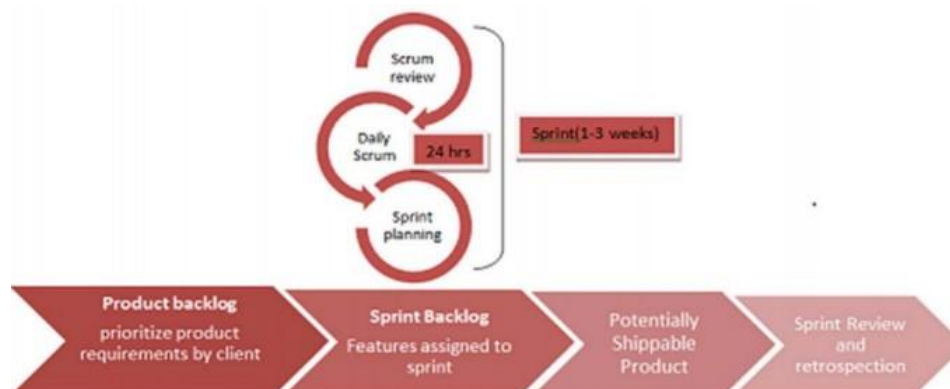 Scrum
review
Daily
Scrum
24 hrs
Sprint(1-3 weeks)
Sprint
planning
Product backlog
prioritize product
requirements by client
Sprint Backlog
Features assigned to
sprint
Potentially
Shippable
Product
Sprint Review
and
retrospection